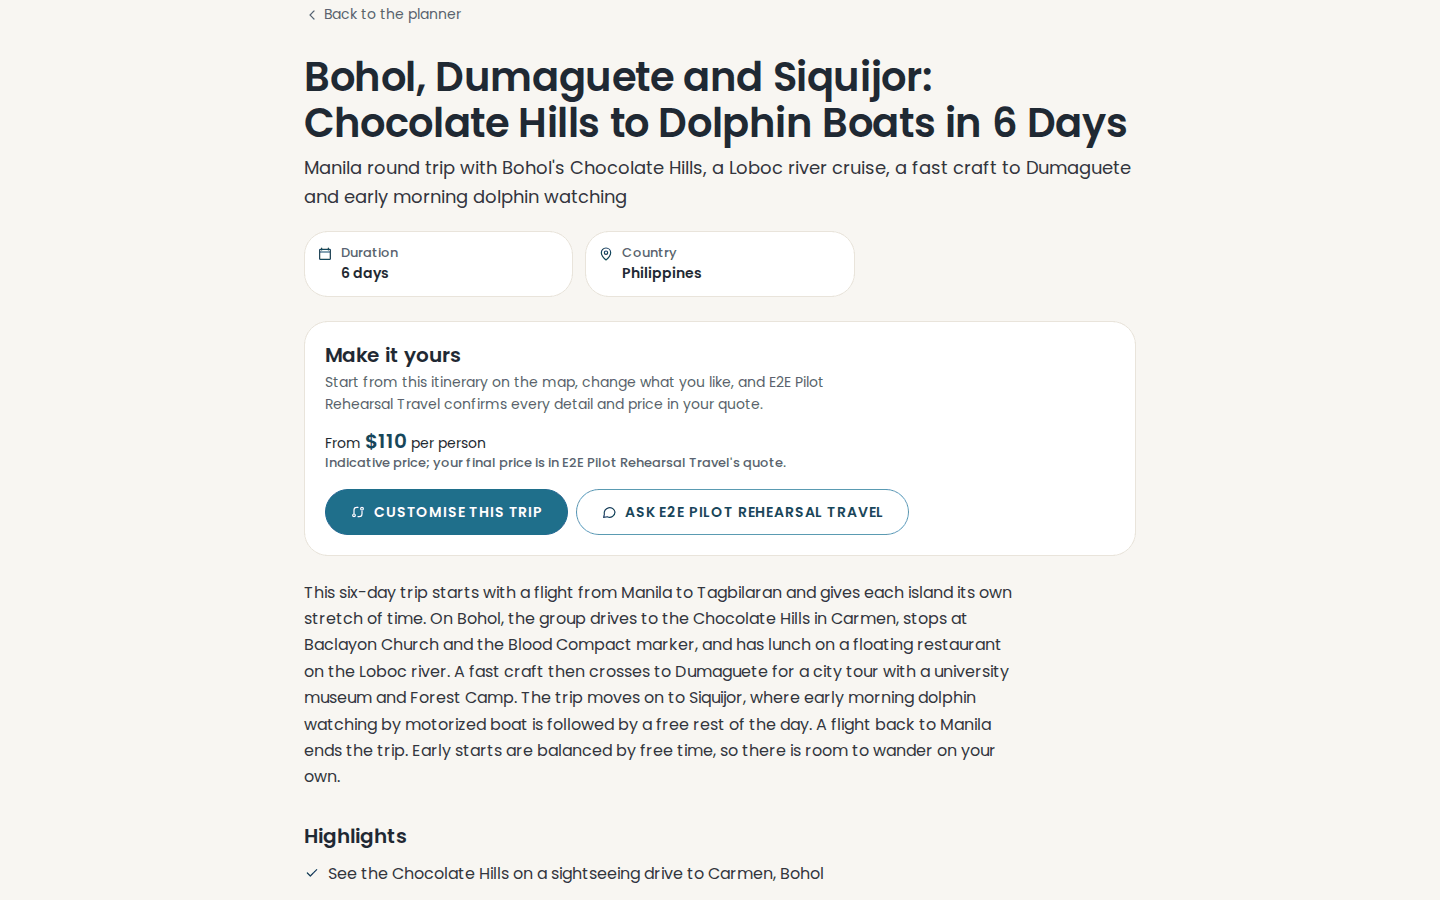 Back to the planner
Bohol, Dumaguete and Siquijor:
Chocolate Hills to Dolphin Boats in 6 Days
Manila round trip with Bohol's Chocolate Hills, a Loboc river cruise, a fast craft to Dumaguete
and early morning dolphin watching
Duration
6 days
Country
Philippines
Make it yours
Start from this itinerary on the map, change what you like, and E2E Pilot
Rehearsal Travel confirms every detail and price in your quote.
From $110 per person
Indicative price; your final price is in E2E Pilot Rehearsal Travel's quote.
CUSTOMISE THIS TRIP
ASK E2E PILOT REHEARSAL TRAVEL
This six-day trip starts with a flight from Manila to Tagbilaran and gives each island its own
stretch of time. On Bohol, the group drives to the Chocolate Hills in Carmen, stops at
Baclayon Church and the Blood Compact marker, and has lunch on a floating restaurant
on the Loboc river. A fast craft then crosses to Dumaguete for a city tour with a university
museum and Forest Camp. The trip moves on to Siquijor, where early morning dolphin
watching by motorized boat is followed by a free rest of the day. A flight back to Manila
ends the trip. Early starts are balanced by free time, so there is room to wander on your
own.
Highlights
See the Chocolate Hills on a sightseeing drive to Carmen, Bohol